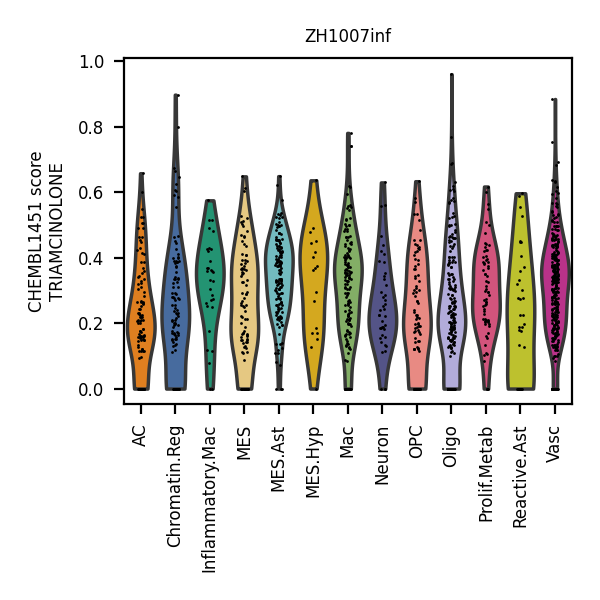 ZH1007inf
CHEMBL1451 score
TRIAMCINOLONE
1.0
0.8
0.6
0.4
0.2
0.0
AC
Chromatin.Reg
Inflammatory.Mac
MES
MES.Ast
MES.Hyp
Mac
Neuron
OPC
Oligo
Prolif.Metab
Reactive.Ast
Vasc